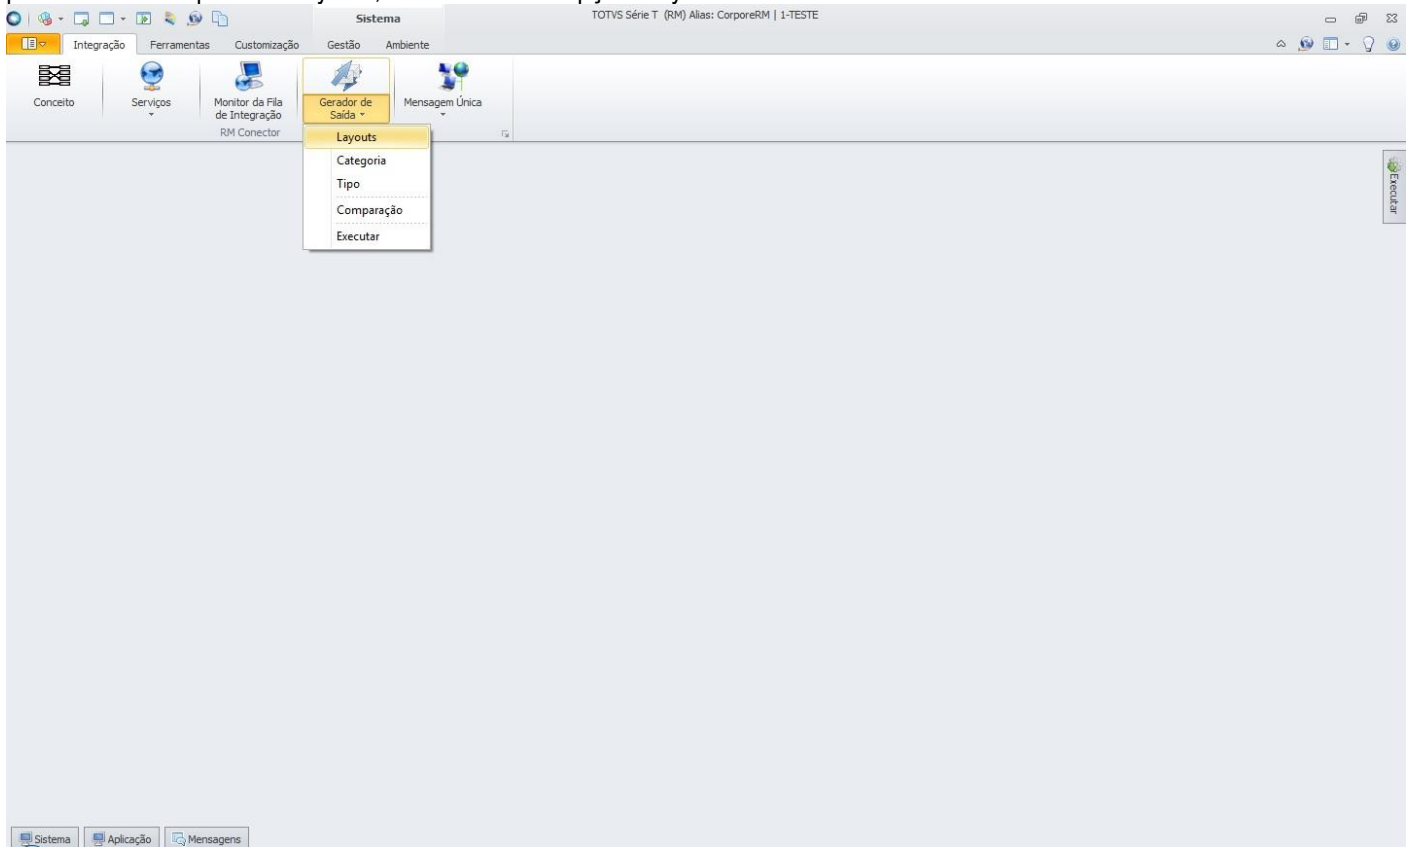 Sistema
TOTVS Série T (RM) Alias: CorporeRM | 1-TESTE
Integração Ferramentas Customização Gestão Ambiente
Conceito Serviços Monitor da Fila de Integração Gerador de Saída Mensagem Única
RM Conector
Layouts
Categoria
Tipo
Comparação
Executar
Executar
Sistema Aplicação Mensagens